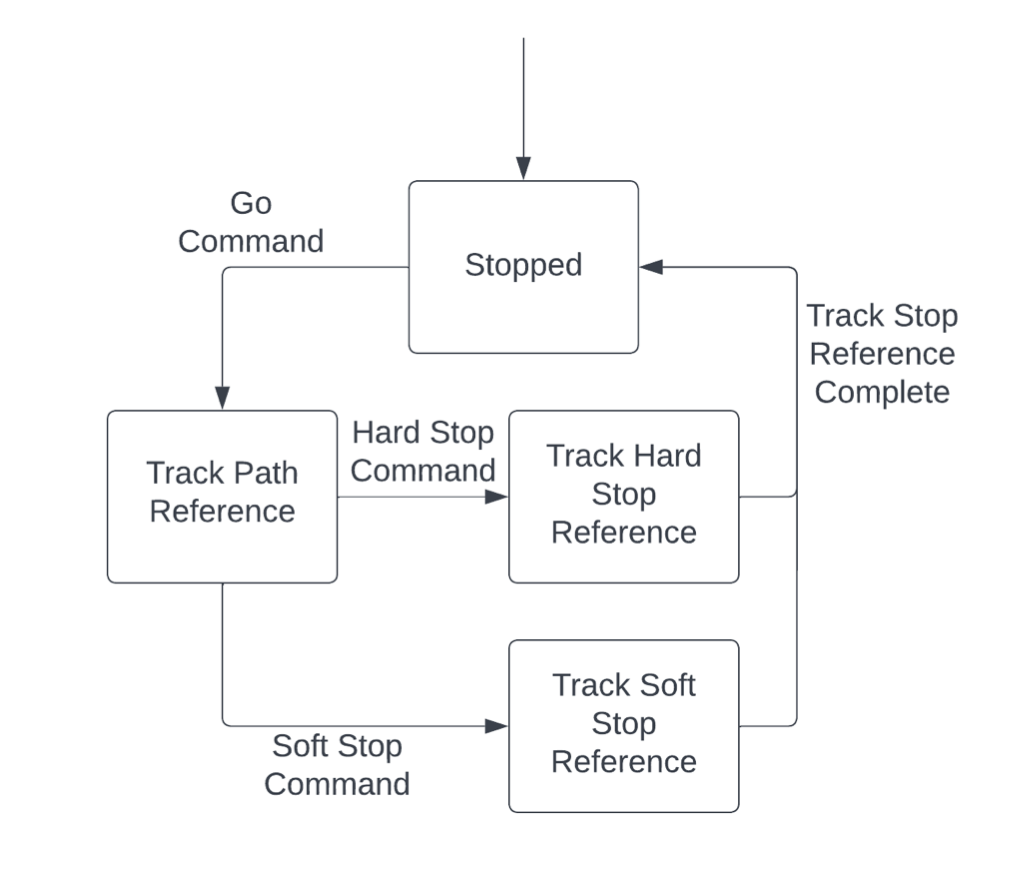 Go
Command
Stopped
Track Stop
Reference
Complete
Track Path
Reference
Hard Stop
Command
Track Hard
Stop
Reference
Track Soft
Stop
Reference
Soft Stop
Command